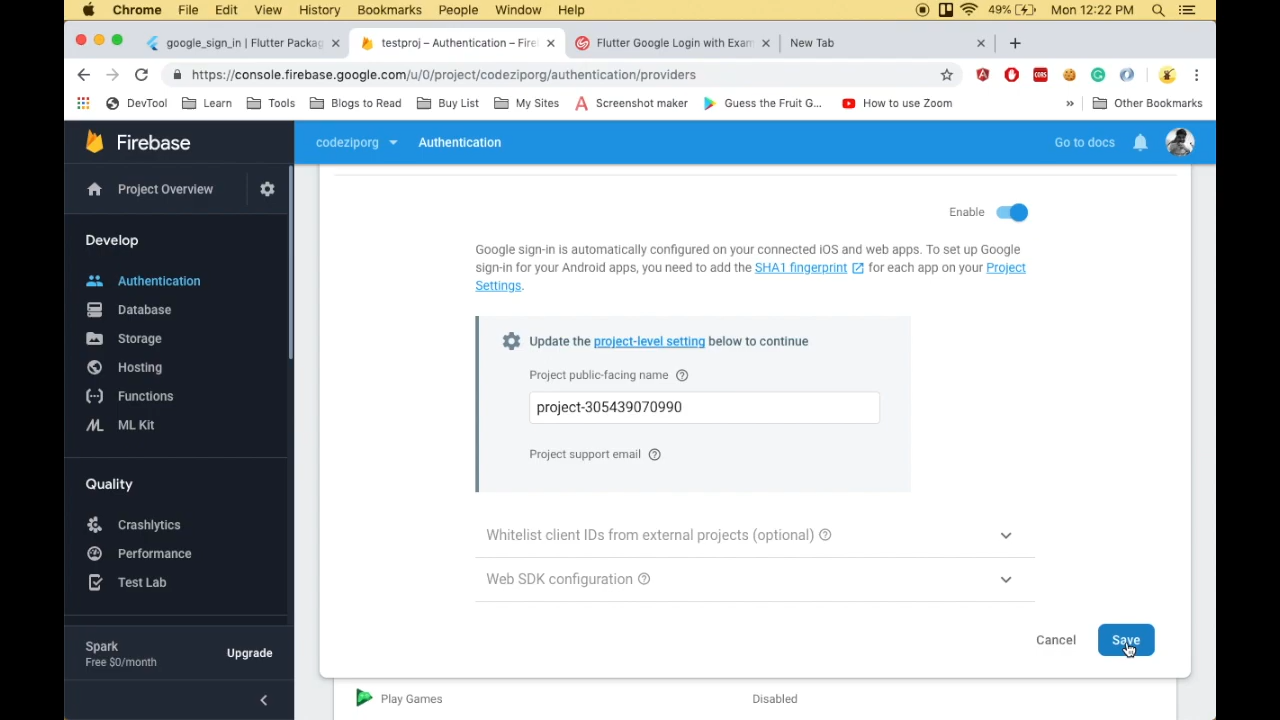 Chrome File Edit View History Bookmarks People Window Help 49% Mon 12:22 PM
google_sign_in | Flutter Packag testproj – Authentication – Fire Flutter Google Login with Exam New Tab
https://console.firebase.google.com/u/0/project/codeziporg/authentication/providers
DevTool Learn Tools Blogs to Read Buy List My Sites Screenshot maker Guess the Fruit G... How to use Zoom » Other Bookmarks
Firebase
codeziporg Authentication Go to docs
Project Overview
Develop
Authentication
Database
Storage
Hosting
Functions
ML Kit
Quality
Crashlytics
Performance
Test Lab
Spark
Free $0/month
Upgrade
Enable
Google sign-in is automatically configured on your connected iOS and web apps. To set up Google
sign-in for your Android apps, you need to add the SHA1 fingerprint for each app on your Project
Settings.
Update the project-level setting below to continue
Project public-facing name
project-305439070990
Project support email
Whitelist client IDs from external projects (optional)
Web SDK configuration
Cancel Save
Play Games Disabled